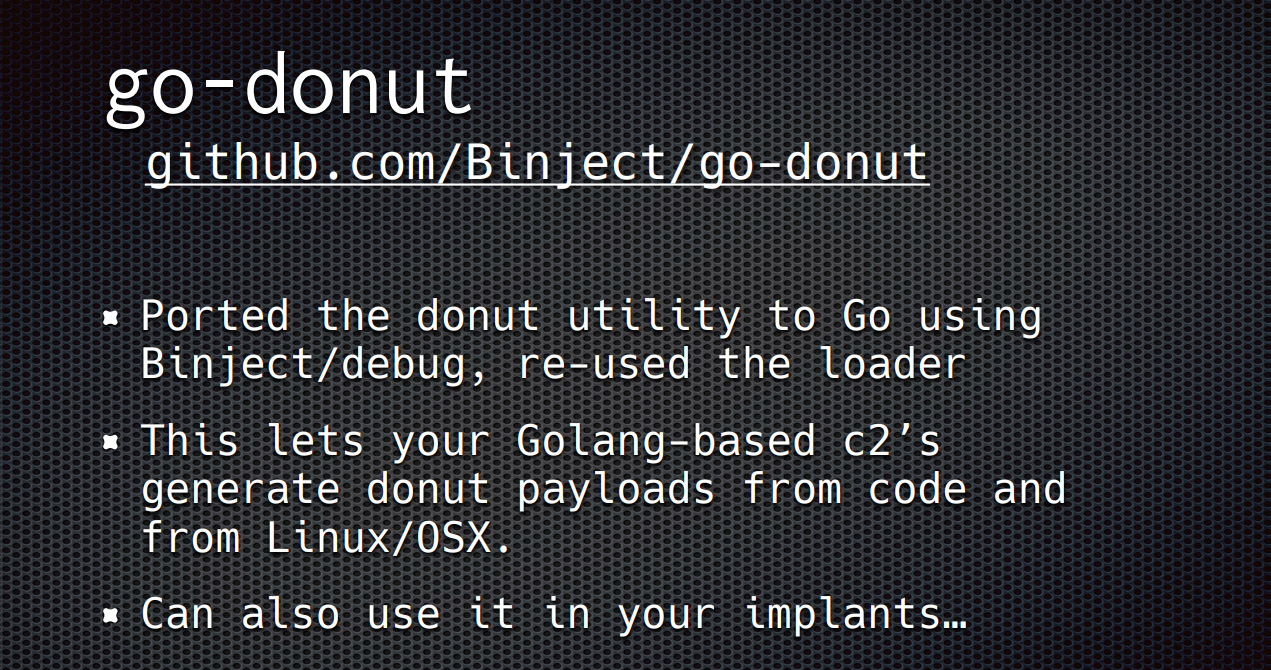 go-donut
github.com/Binject/go-donut
Ported the donut utility to Go using
Binject/debug, re-used the loader
This lets your Golang-based c2’s
generate donut payloads from code and
from Linux/OSX.
Can also use it in your implants…